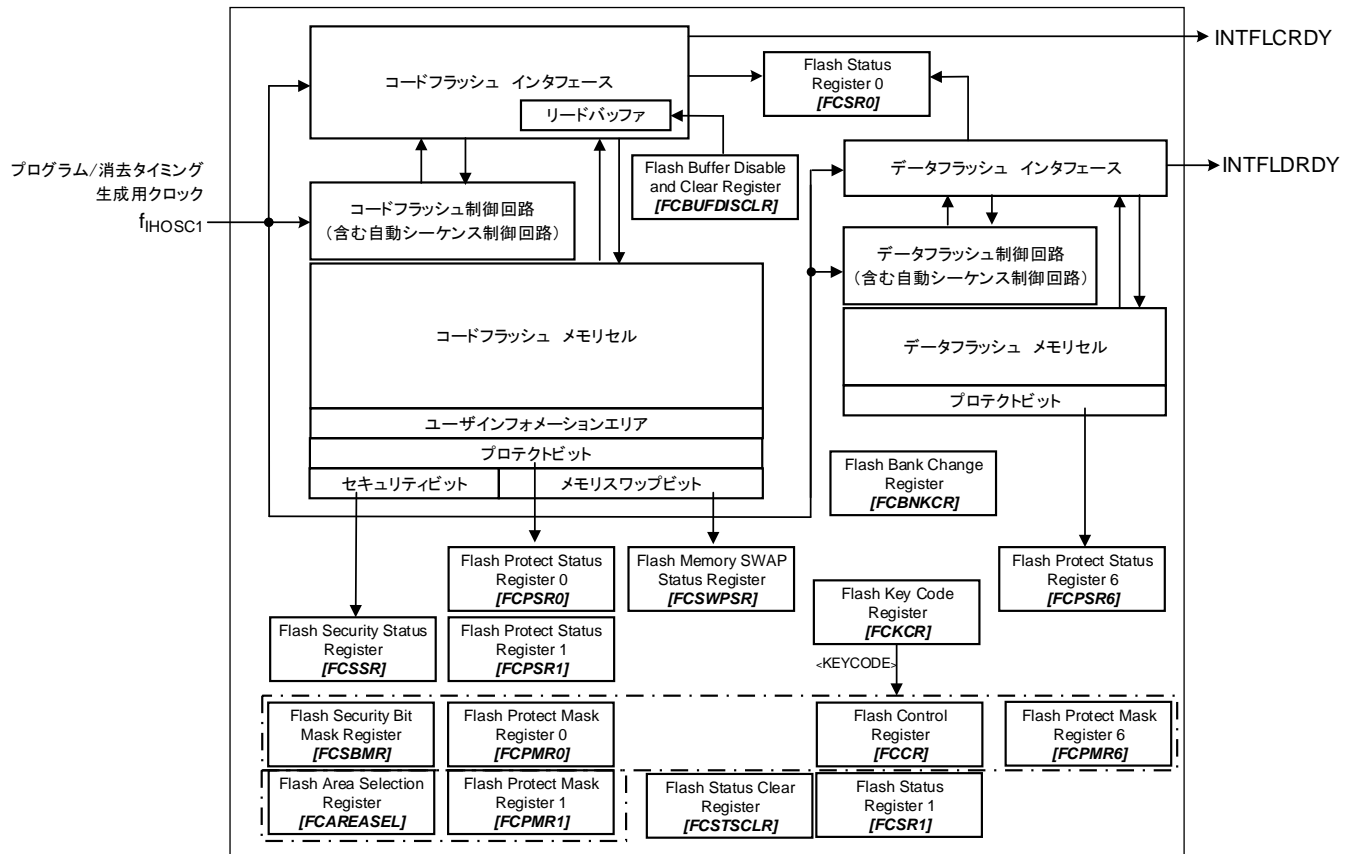 INTFLCRDY
コードフラッシュ インタフェース
リードバッファ
Flash Status
Register 0
[FCSR0]
プログラム/消去タイミング
生成用クロック
fIHOSC1
コードフラッシュ制御回路
(含む自動シーケンス制御回路)
Flash Buffer Disable
and Clear Register
[FCBUFDISCLR]
データフラッシュ インタフェース
INTFLDRDY
データフラッシュ制御回路
(含む自動シーケンス制御回路)
コードフラッシュ メモリセル
データフラッシュ メモリセル
プロテクトビット
ユーザインフォメーションエリア
プロテクトビット
セキュリティビット
メモリスワップビット
Flash Bank Change
Register
[FCBNKCR]
Flash Protect Status
Register 0
[FCPSR0]
Flash Memory SWAP
Status Register
[FCSWPSR]
Flash Protect Status
Register 6
[FCPSR6]
Flash Key Code
Register
[FCKCR]
Flash Security Status
Register
[FCSSR]
Flash Protect Status
Register 1
[FCPSR1]
<KEYCODE>
Flash Security Bit
Mask Register
[FCSBMR]
Flash Protect Mask
Register 0
[FCPMR0]
Flash Control
Register
[FCCR]
Flash Protect Mask
Register 6
[FCPMR6]
Flash Area Selection
Register
[FCAREASEL]
Flash Protect Mask
Register 1
[FCPMR1]
Flash Status Clear
Register
[FCSTSCLR]
Flash Status
Register 1
[FCSR1]